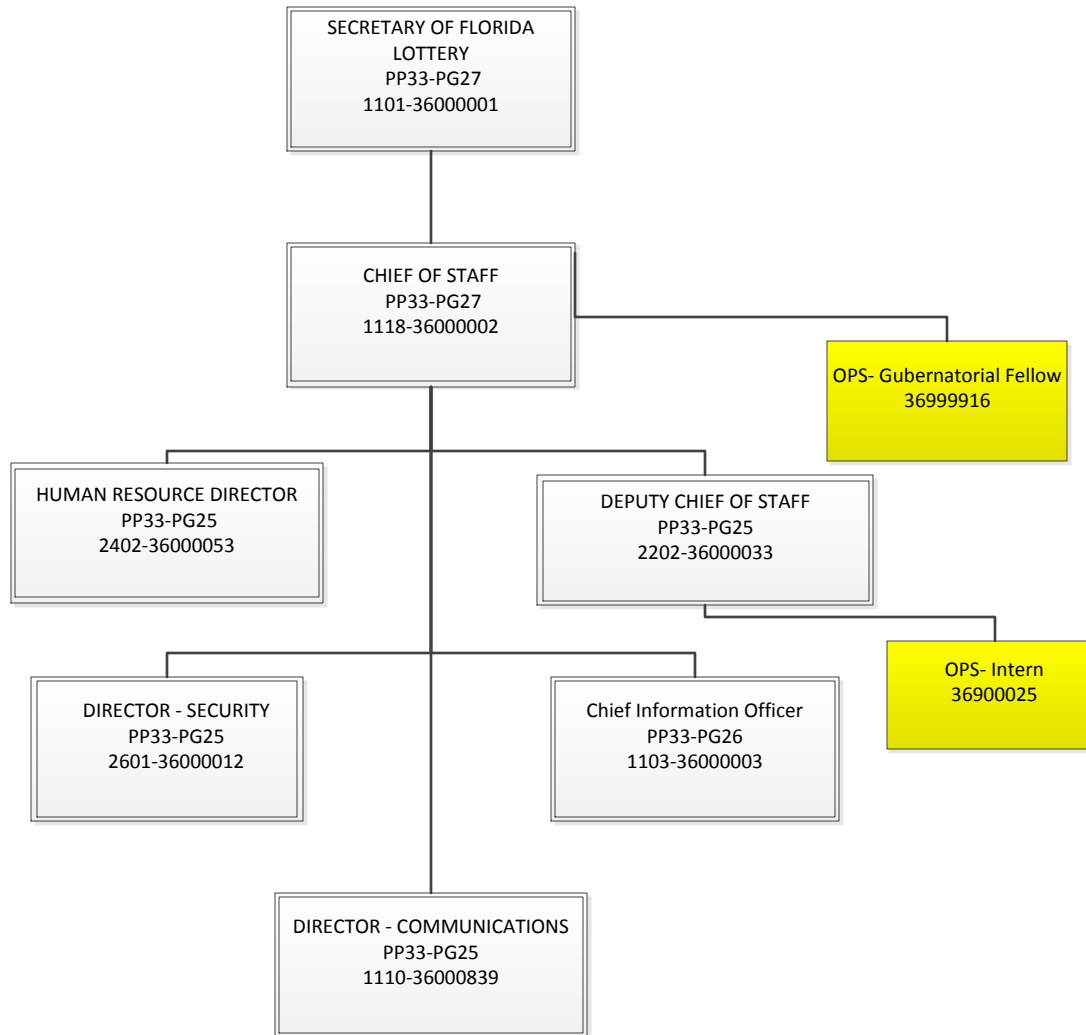 SECRETARY OF FLORIDA
LOTTERY
PP33-PG27
1101-36000001
CHIEF OF STAFF
PP33-PG27
1118-36000002
OPS- Gubernatorial Fellow
36999916
HUMAN RESOURCE DIRECTOR
PP33-PG25
2402-36000053
DEPUTY CHIEF OF STAFF
PP33-PG25
2202-36000033
OPS- Intern
36900025
DIRECTOR - SECURITY
PP33-PG25
2601-36000012
Chief Information Officer
PP33-PG26
1103-36000003
DIRECTOR - COMMUNICATIONS
PP33-PG25
1110-36000839